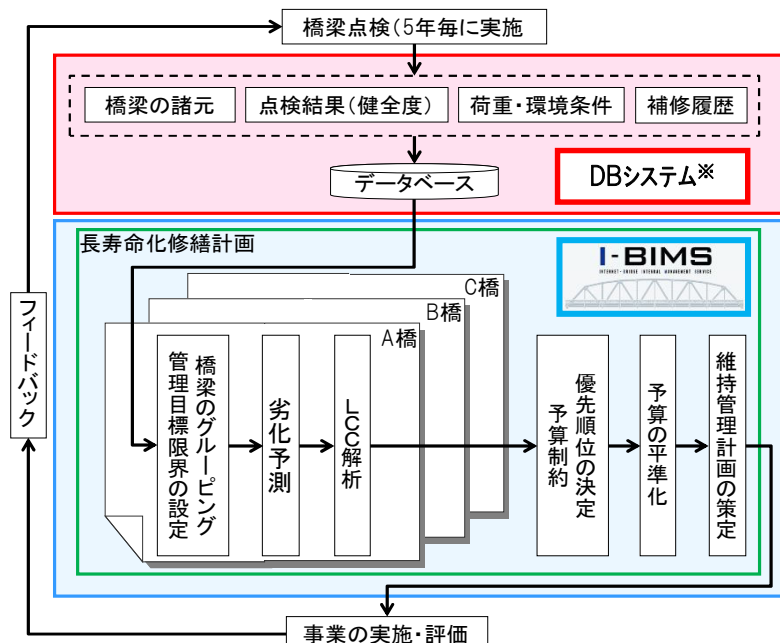 橋梁点検(5年毎に実施
橋梁の諸元
点検結果(健全度)
荷重・環境条件
補修履歴
データベース
DBシステム※
長寿命化修繕計画
I-BIMS
INTERNET-BRIDGE INTERNAL MANAGEMENT SERVICE
C橋
B橋
A橋
橋梁のグルーピング
管理目標限界の設定
劣化予測
LCC解析
優先順位の決定
予算制約
予算の平準化
維持管理計画の策定
フィードバック
事業の実施・評価